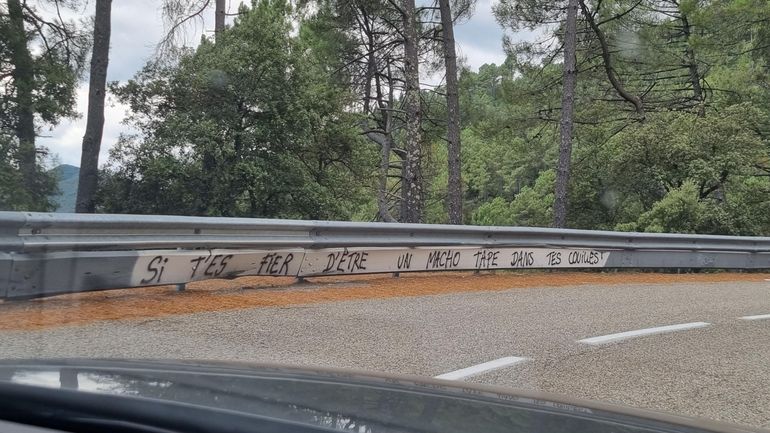 Si T'ES FIER D'ÊTRE UN MACHO TAPE DANS TES COUILLES!